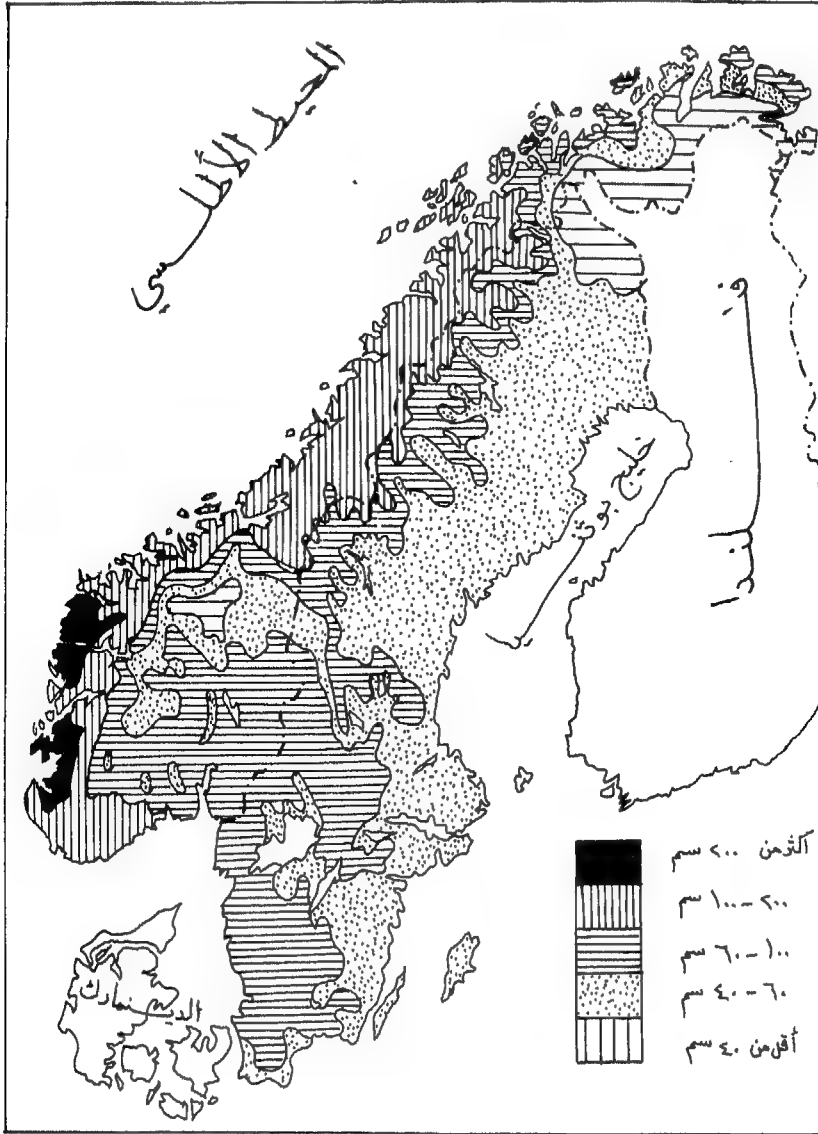 المحيط الأطلسي
فنلندا
خليج بوثنيا
الدنمارك
أكثر من ٢٠٠ سم
٢٠٠ - ١٠٠ سم
١٠٠ - ٦٠ سم
٦٠ - ٤٠ سم
أقل من ٤٠ سم